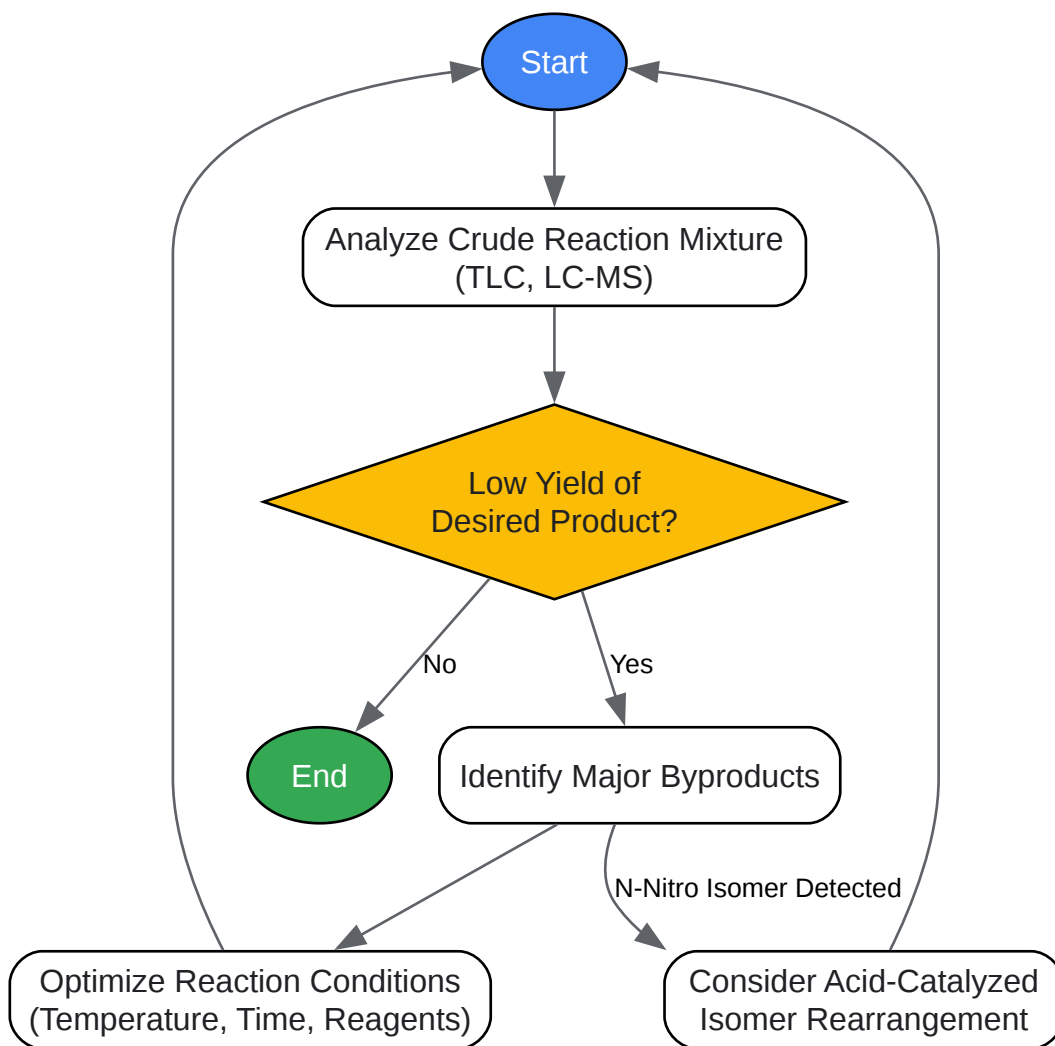 Start
Analyze Crude Reaction Mixture
(TLC, LC-MS)
Low Yield of
Desired Product?
No
Yes
End
Identify Major Byproducts
N-Nitro Isomer Detected
Optimize Reaction Conditions
(Temperature, Time, Reagents)
Consider Acid-Catalyzed
Isomer Rearrangement